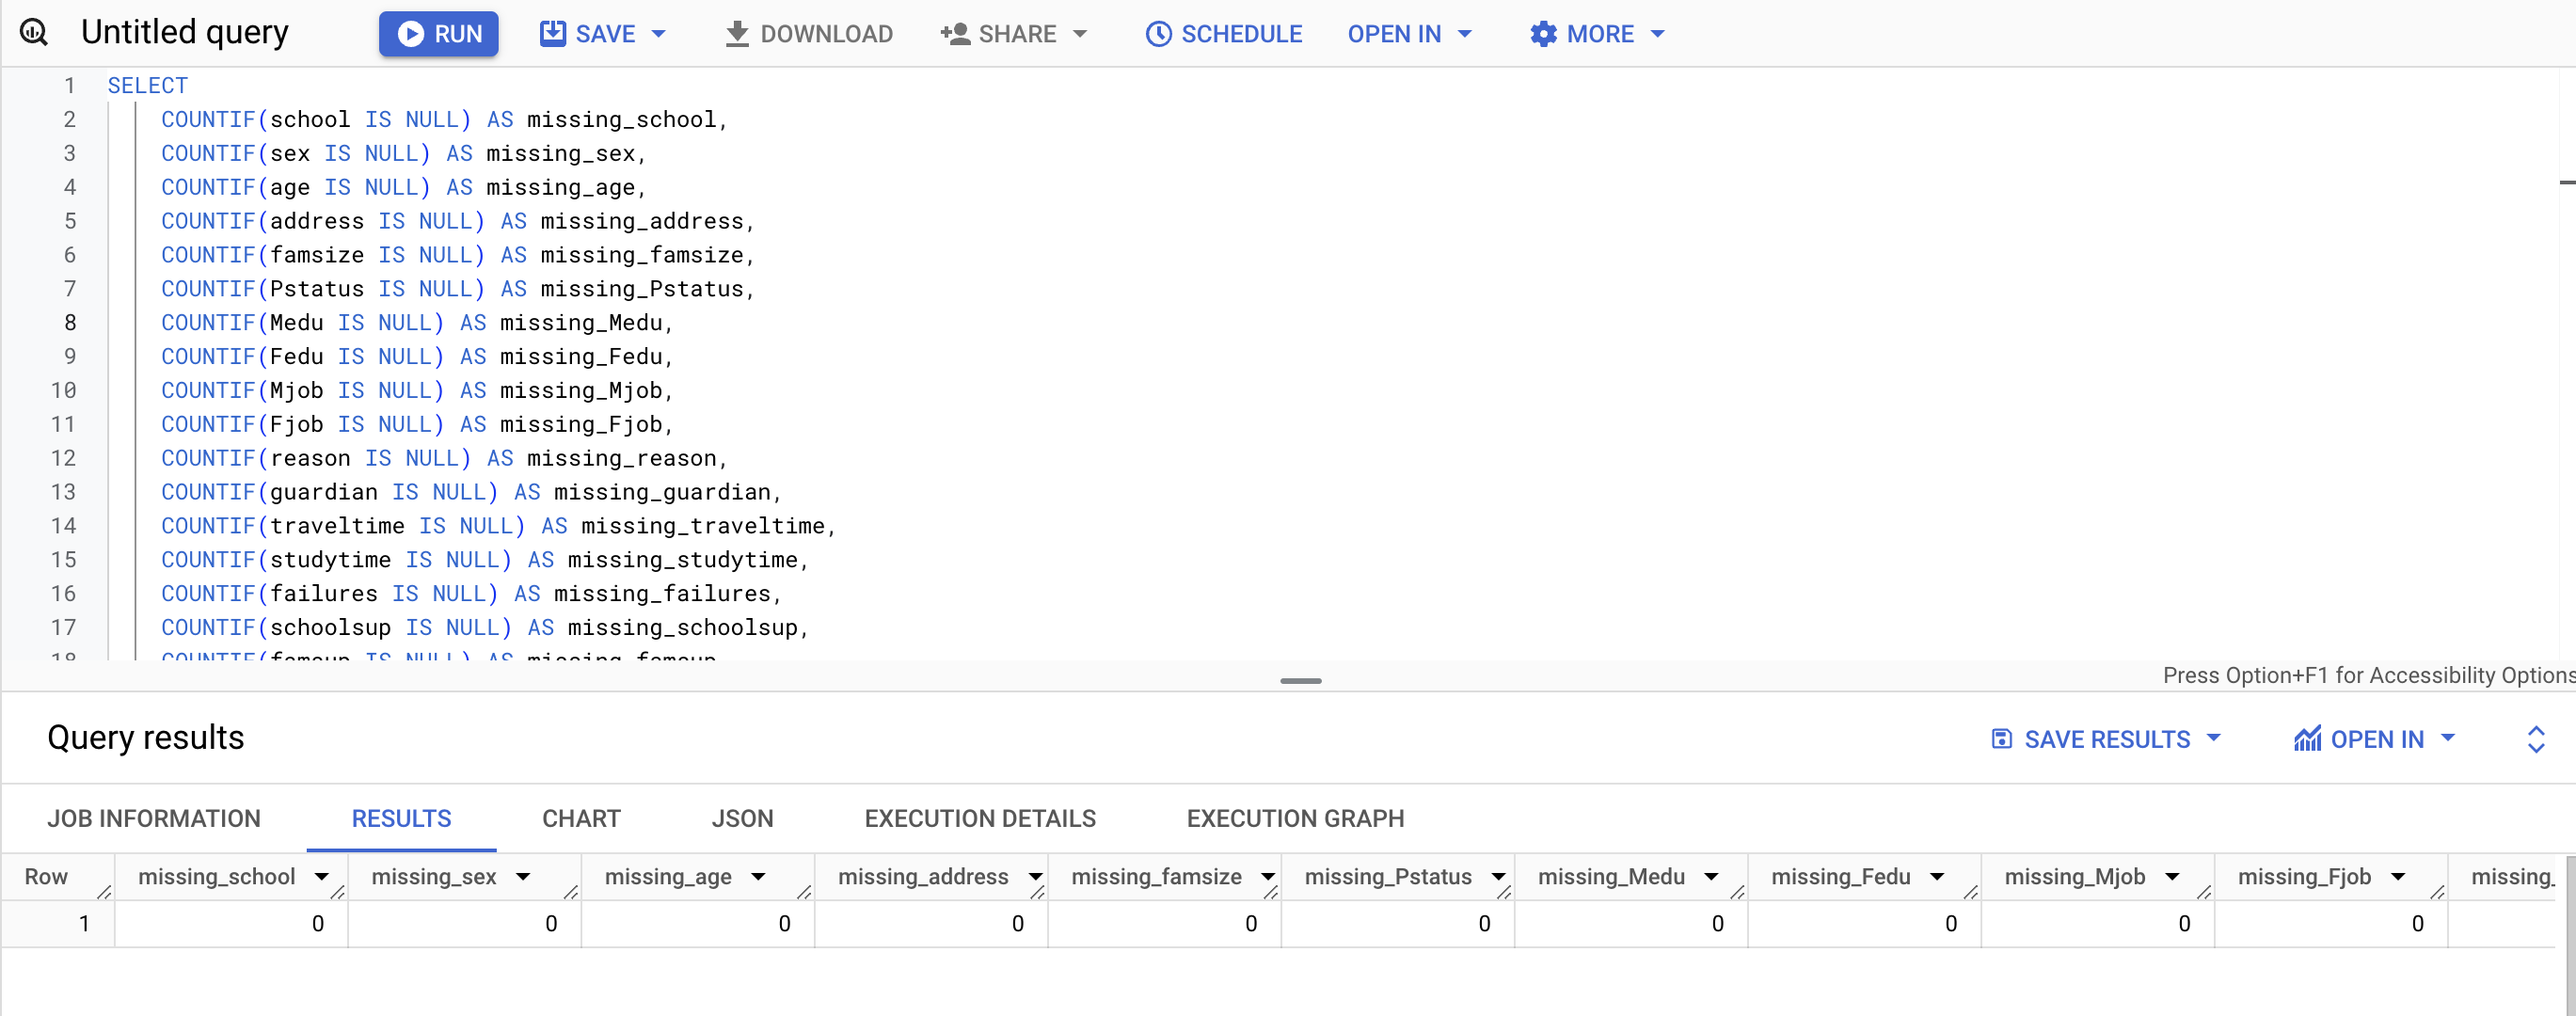 Untitled query RUN SAVE DOWNLOAD SHARE SCHEDULE OPEN IN MORE
1 SELECT
2 COUNTIF(school IS NULL) AS missing_school,
3 COUNTIF(sex IS NULL) AS missing_sex,
4 COUNTIF(age IS NULL) AS missing_age,
5 COUNTIF(address IS NULL) AS missing_address,
6 COUNTIF(famsize IS NULL) AS missing_famsize,
7 COUNTIF(Pstatus IS NULL) AS missing_Pstatus,
8 COUNTIF(Medu IS NULL) AS missing_Medu,
9 COUNTIF(Fedu IS NULL) AS missing_Fedu,
10 COUNTIF(Mjob IS NULL) AS missing_Mjob,
11 COUNTIF(Fjob IS NULL) AS missing_Fjob,
12 COUNTIF(reason IS NULL) AS missing_reason,
13 COUNTIF(guardian IS NULL) AS missing_guardian,
14 COUNTIF(traveltime IS NULL) AS missing_traveltime,
15 COUNTIF(studytime IS NULL) AS missing_studytime,
16 COUNTIF(failures IS NULL) AS missing_failures,
17 COUNTIF(schoolsup IS NULL) AS missing_schoolsup,
18 COUNTIF(famsup IS NULL) AS missing_famsup,
Press Option+F1 for Accessibility Options
Query results SAVE RESULTS OPEN IN
JOB INFORMATION RESULTS CHART JSON EXECUTION DETAILS EXECUTION GRAPH
Row missing_school missing_sex missing_age missing_address missing_famsize missing_Pstatus missing_Medu missing_Fedu missing_Mjob missing_Fjob missing_
1 0 0 0 0 0 0 0 0 0 0